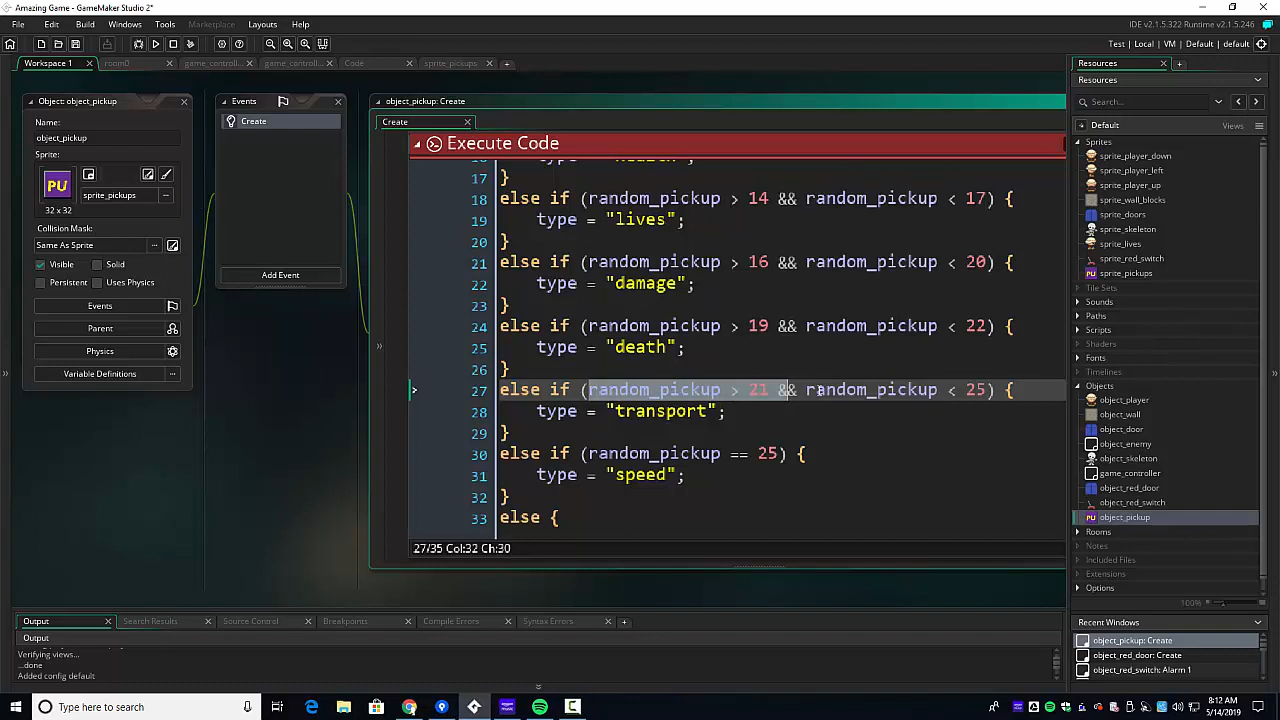 Amazing Game - GameMaker Studio 2*
File Edit Build Windows Tools Marketplace Layouts Help
IDE v2.1.5.322 Runtime v2.1.5.246
Test | Local | VM | Default | default
Workspace 1 room0 game_controll... game_controll... Code sprite_pickups
Object: object_pickup
Name:
object_pickup
Sprite:
PU
sprite_pickups
32 x 32
Collision Mask:
Same As Sprite
Visible Solid
Persistent Uses Physics
Events
Parent
Physics
Variable Definitions
Events
Create
Add Event
object_pickup: Create
Create
Execute Code
17 }
18 else if (random_pickup > 14 && random_pickup < 17) {
19 type = "lives";
20 }
21 else if (random_pickup > 16 && random_pickup < 20) {
22 type = "damage";
23 }
24 else if (random_pickup > 19 && random_pickup < 22) {
25 type = "death";
26 }
27 else if (random_pickup > 21 && random_pickup < 25) {
28 type = "transport";
29 }
30 else if (random_pickup == 25) {
31 type = "speed";
32 }
33 else {
27/35 Col:32 Ch:30
Resources
Resources
Search...
Default Views
Sprites
sprite_player_down
sprite_player_left
sprite_player_up
sprite_wall_blocks
sprite_doors
sprite_skeleton
sprite_lives
sprite_red_switch
sprite_pickups
Tile Sets
Sounds
Paths
Scripts
Shaders
Fonts
Timelines
Objects
object_player
object_wall
object_door
object_enemy
object_skeleton
game_controller
object_red_door
object_red_switch
object_pickup
Rooms
Notes
Included Files
Extensions
Options
100%
Recent Windows
object_pickup: Create
object_red_door: Create
object_red_switch: Alarm 1
Output Search Results Source Control Breakpoints Compile Errors Syntax Errors
Output
Verifying views...
...done
Added config default
Type here to search
8:12 AM
5/14/2019